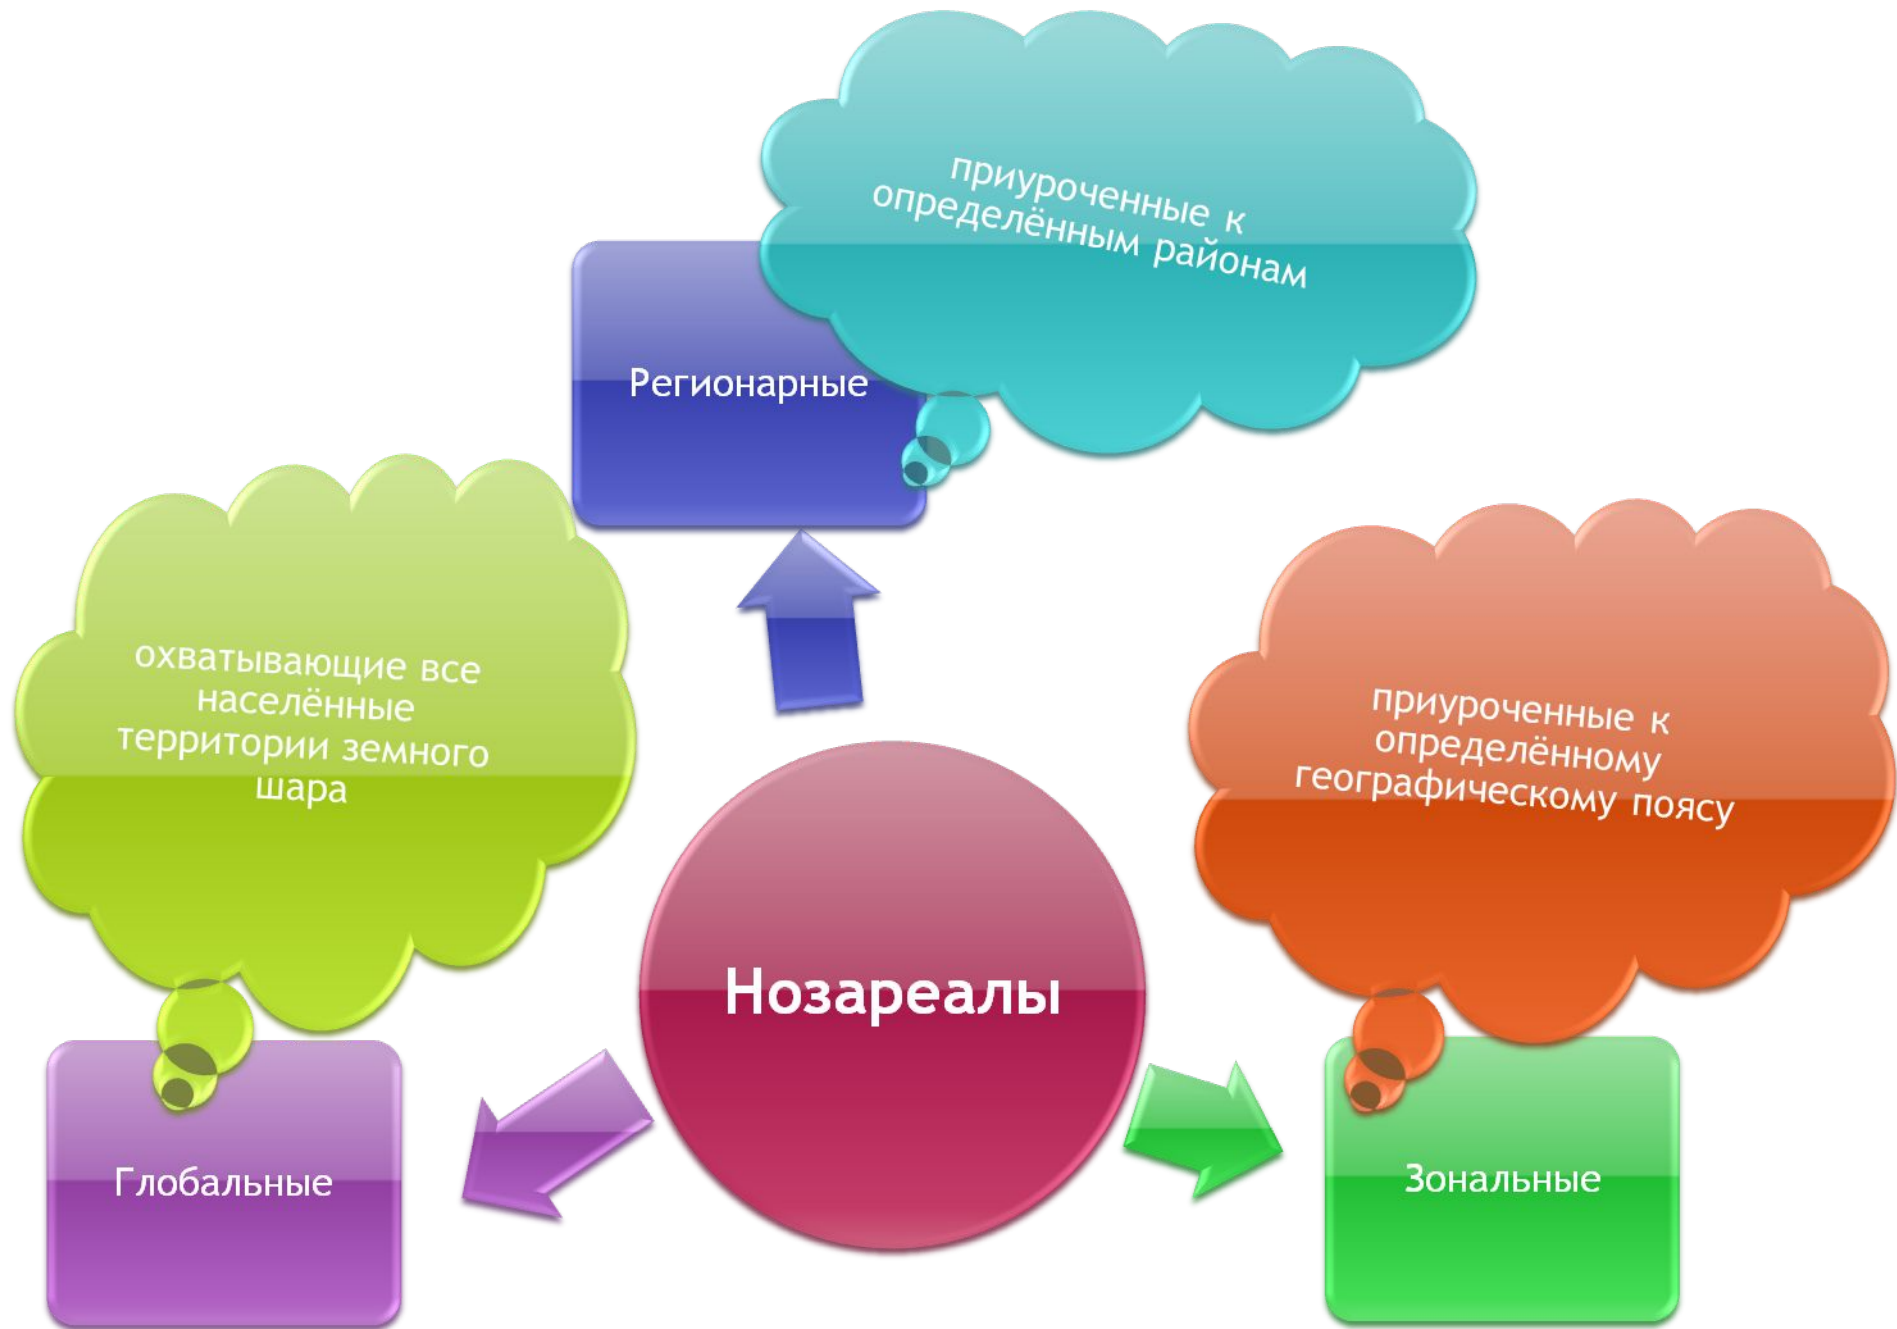 приуроченные к
определённым районам
Регионарные
охватывающие все
населённые
территории земного
шара
приуроченные к
определённому
географическому поясу
Нозареалы
Глобальные
Зональные